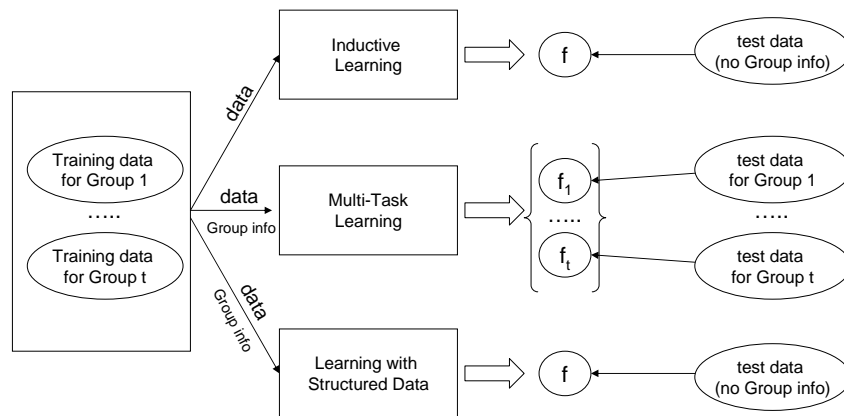 Inductive
Learning
f
test data
(no Group info)
data
Training data
for Group 1
.....
Training data
for Group t
data
Group info
Multi-Task
Learning
f1
.....
ft
test data
for Group 1
.....
test data
for Group t
data
Group info
Learning with
Structured Data
f
test data
(no Group info)